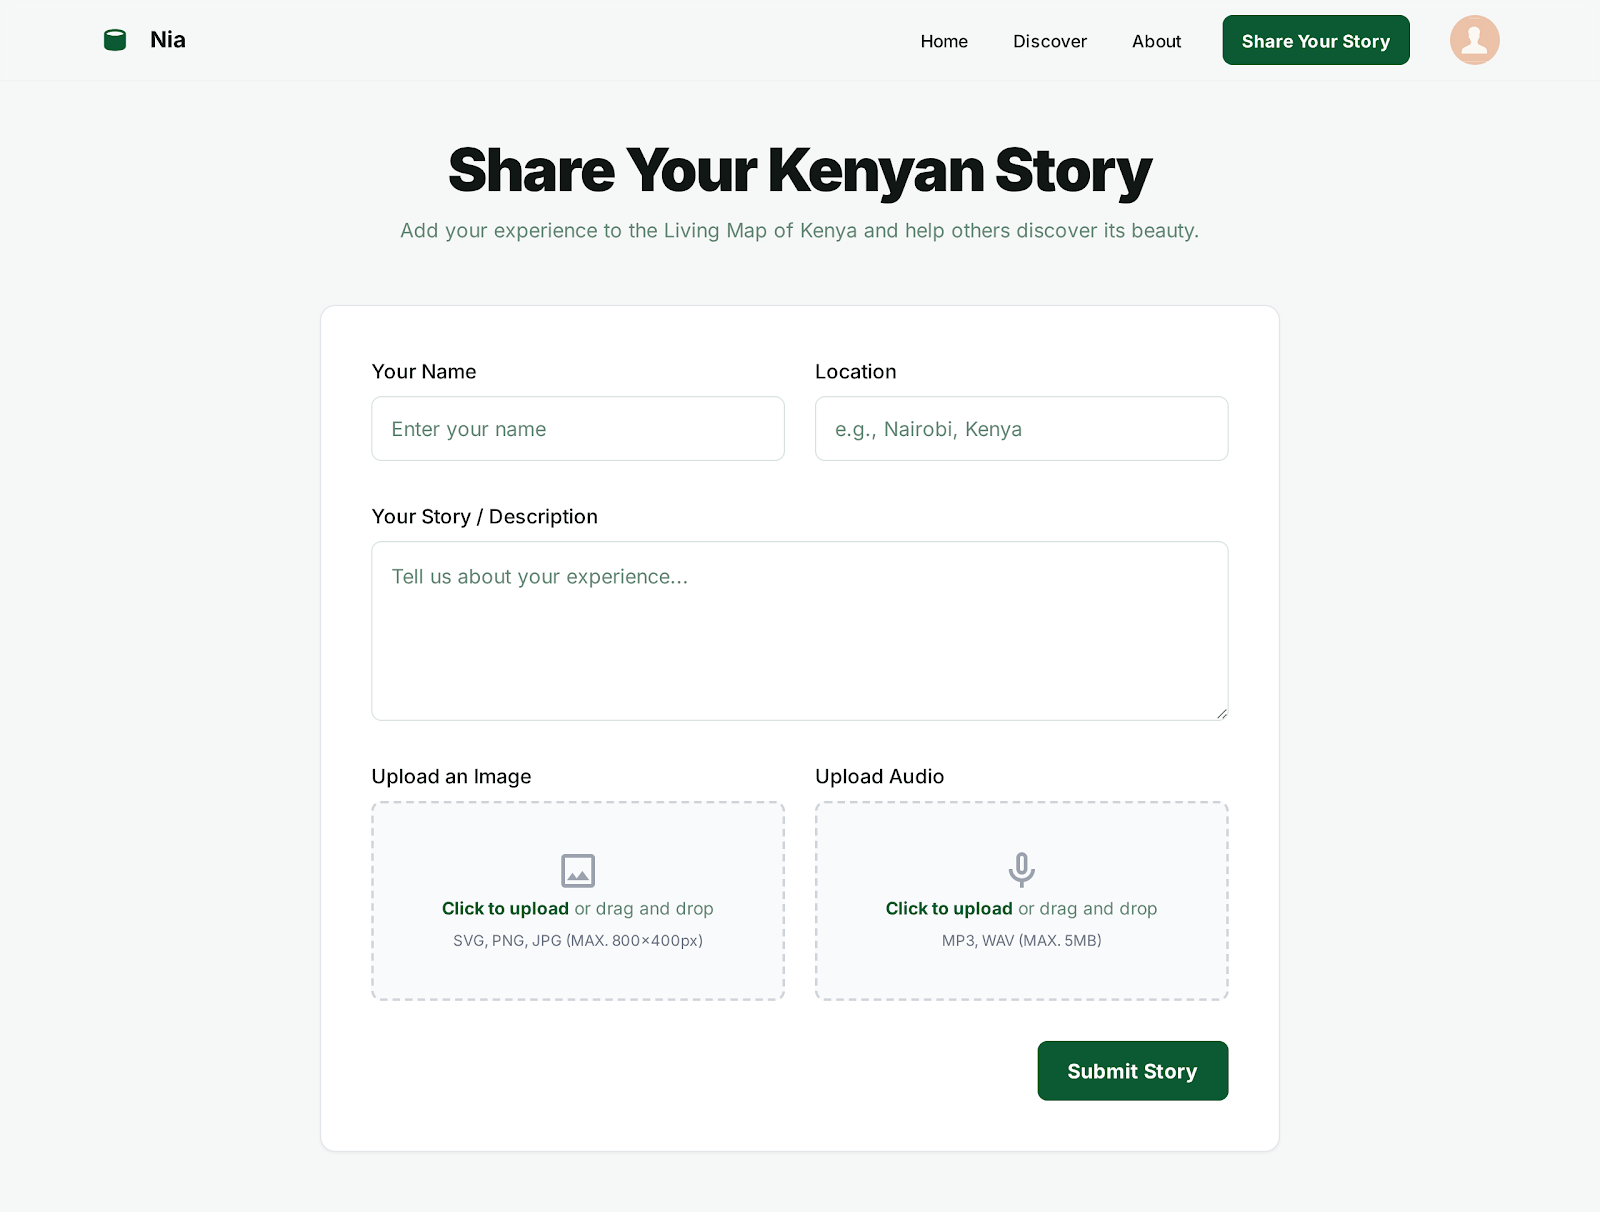 Nia
Home
Discover
About
Share Your Story
Share Your Kenyan Story
Add your experience to the Living Map of Kenya and help others discover its beauty.
Your Name
Location
Enter your name
e.g., Nairobi, Kenya
Your Story / Description
Tell us about your experience...
Upload an Image
Upload Audio
Click to upload or drag and drop
SVG, PNG, JPG (MAX. 800×400px)
Click to upload or drag and drop
MP3, WAV (MAX. 5MB)
Submit Story